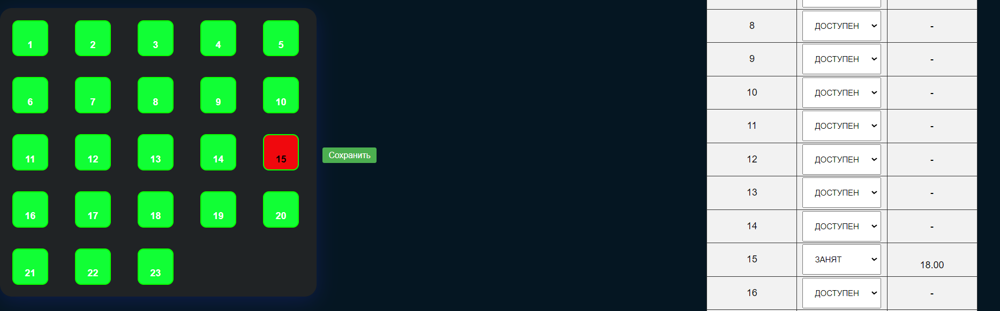 1 2 3 4 5
6 7 8 9 10
11 12 13 14 15
16 17 18 19 20
21 22 23
Сохранить
8 ДОСТУПЕН -
9 ДОСТУПЕН -
10 ДОСТУПЕН -
11 ДОСТУПЕН -
12 ДОСТУПЕН -
13 ДОСТУПЕН -
14 ДОСТУПЕН -
15 ЗАНЯТ 18.00
16 ДОСТУПЕН -